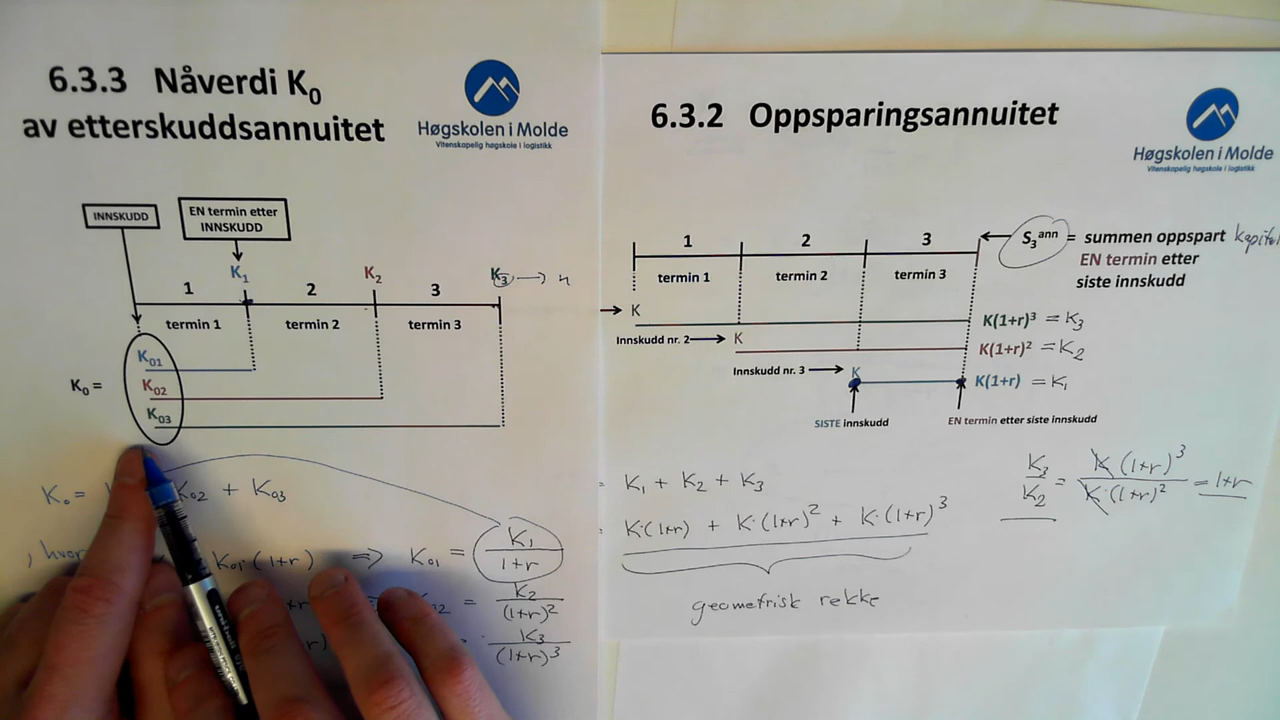 6.3.3 Nåverdi K0
av etterskuddsannuitet
Høgskolen i Molde
Vitenskapelig høgskole i logistikk
INNSKUDD
EN termin etter
INNSKUDD
K1 K2 K3 → n
1 2 3
termin 1 termin 2 termin 3
K01
K0 = K02
K03
K0 = K02 + K03
, hvor K01·(1+r) => K01 = K1/(1+r)
= K2/(1+r)²
= K3/(1+r)³
uniball
6.3.2 Oppsparingsannuitet
Høgskolen i Molde
Vitenskapelig høgskole i logistikk
1 2 3 ← S3ann = summen oppspart kapital
termin 1 termin 2 termin 3 EN termin etter
siste innskudd
→ K K(1+r)³ = K3
Innskudd nr. 2 → K K(1+r)² = K2
Innskudd nr. 3 → K K(1+r) = K1
SISTE innskudd EN termin etter siste innskudd
= K1 + K2 + K3
= K·(1+r) + K·(1+r)² + K·(1+r)³
geometrisk rekke
K3/K2 = K·(1+r)³/K·(1+r)² = 1+r